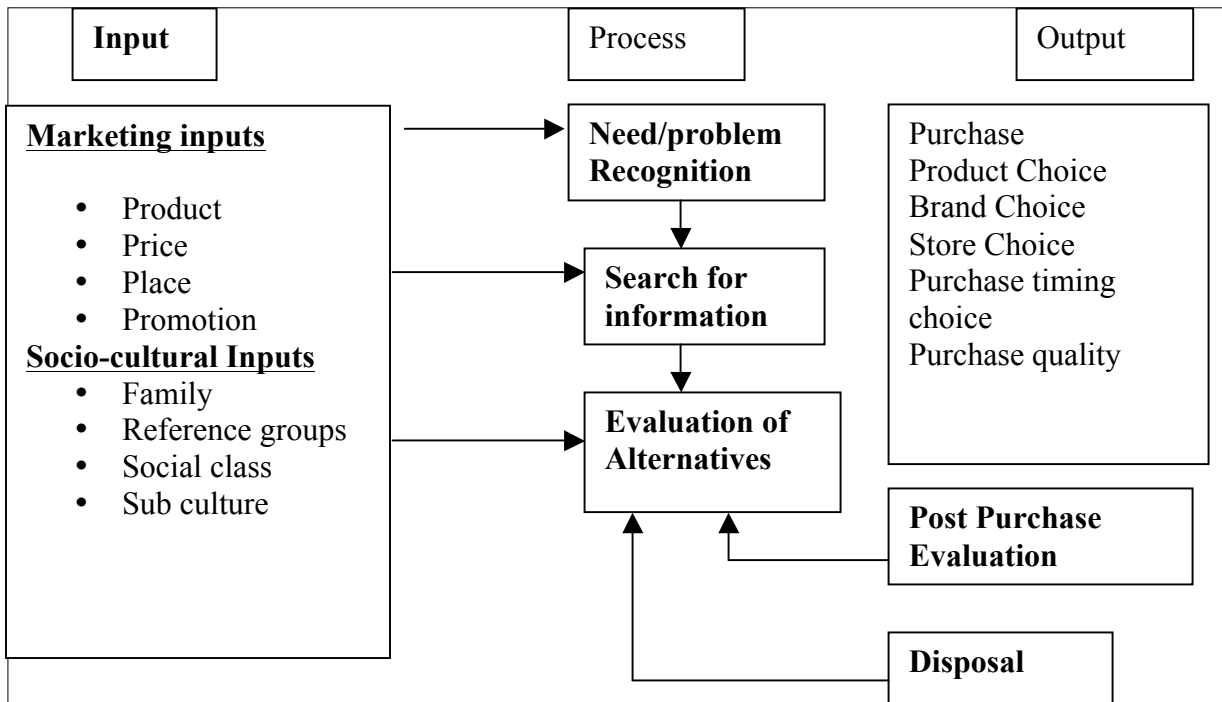 Input
Process
Output
Marketing inputs
• Product
• Price
• Place
• Promotion
Socio-cultural Inputs
• Family
• Reference groups
• Social class
• Sub culture
Need/problem
Recognition
Search for
information
Evaluation of
Alternatives
Purchase
Product Choice
Brand Choice
Store Choice
Purchase timing
choice
Purchase quality
Post Purchase
Evaluation
Disposal